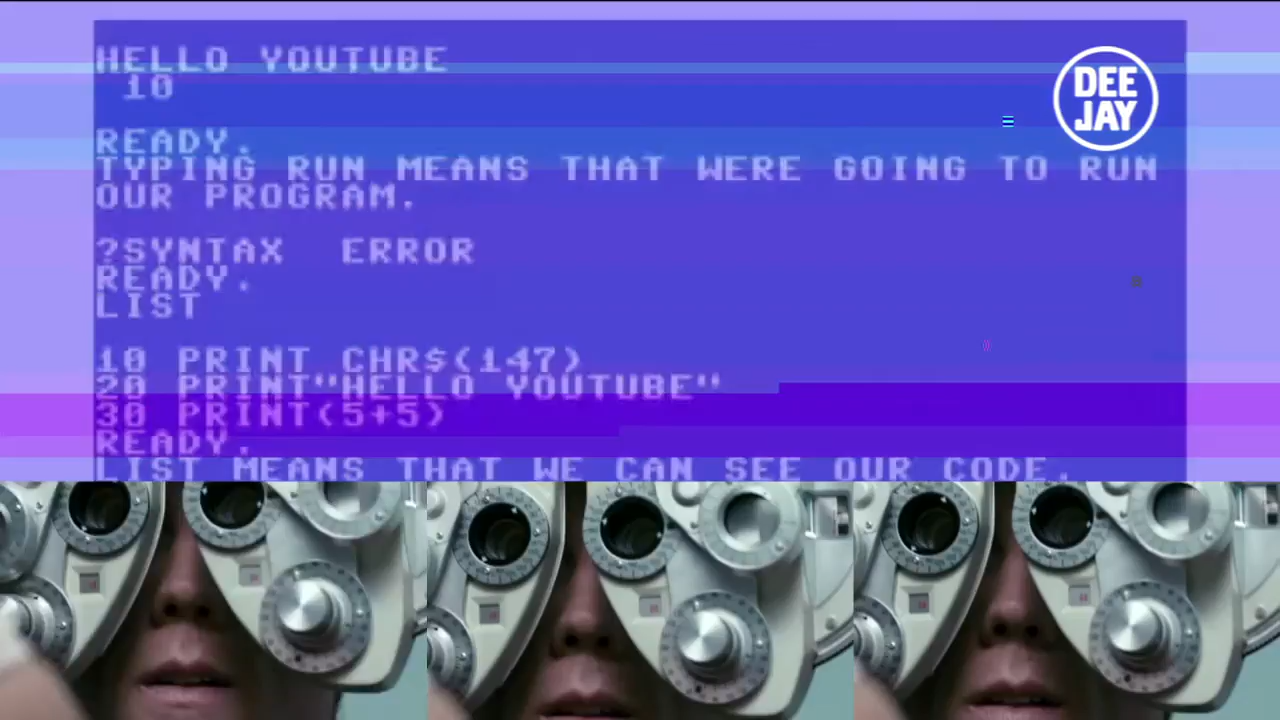 HELLO YOUTUBE
10
DEE
JAY
READY.
TYPING RUN MEANS THAT WERE GOING TO RUN
OUR PROGRAM.
?SYNTAX ERROR
READY.
LIST
10 PRINT CHR$(147)
20 PRINT"HELLO YOUTUBE"
30 PRINT(5+5)
READY.
LIST MEANS THAT WE CAN SEE OUR CODE.